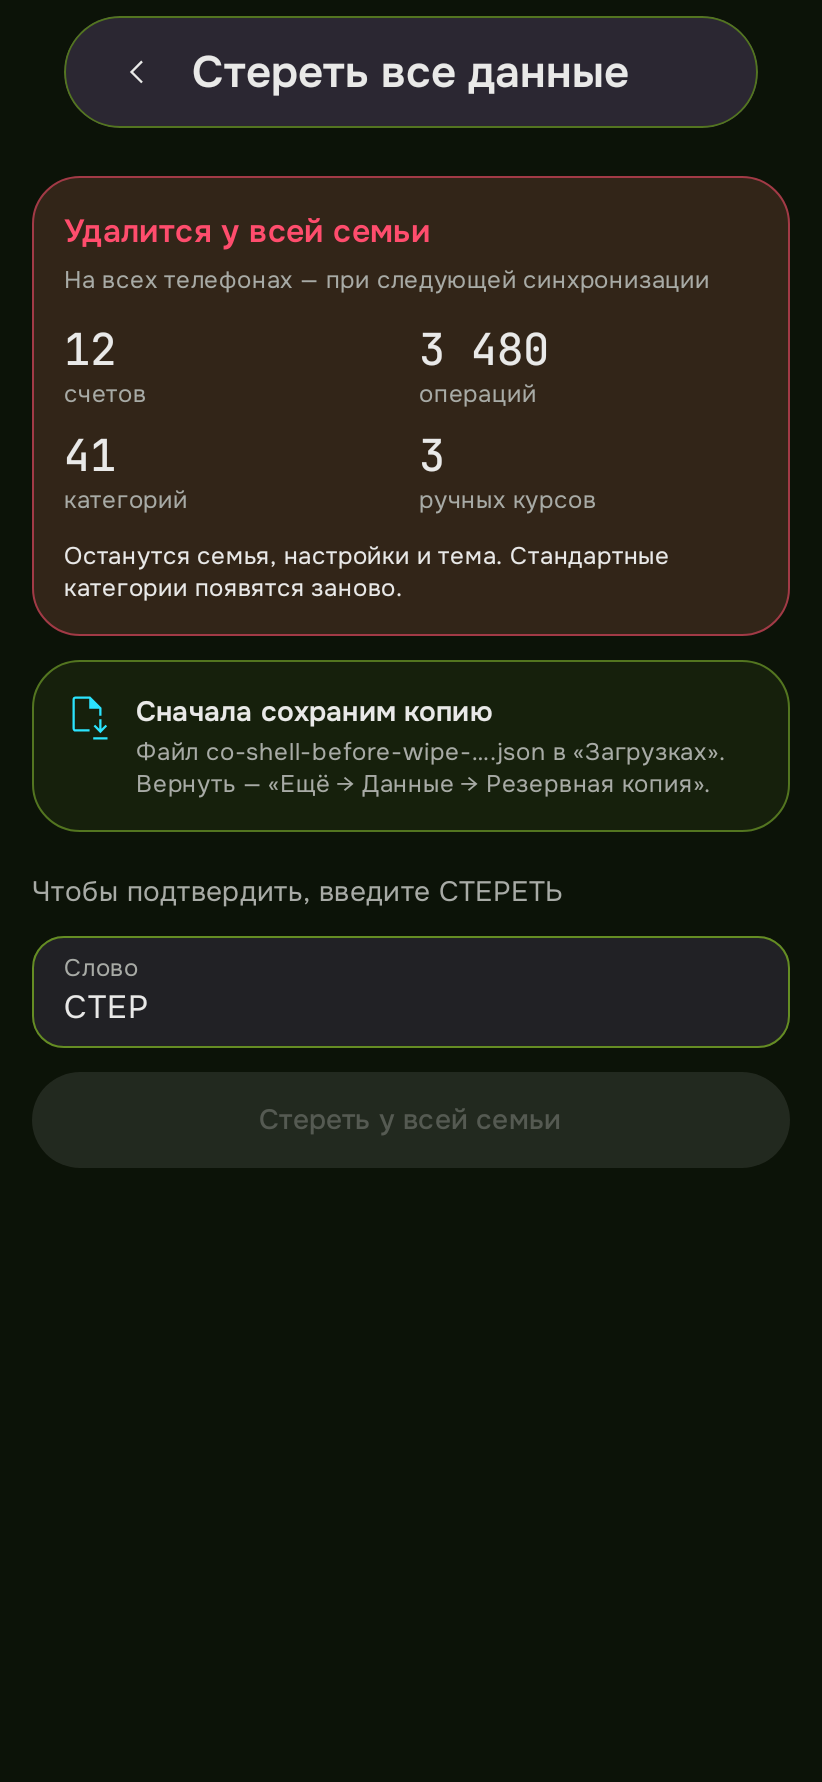 Стереть все данные
Удалится у всей семьи
На всех телефонах — при следующей синхронизации
12
счетов
3 480
операций
41
категорий
3
ручных курсов
Останутся семья, настройки и тема. Стандартные
категории появятся заново.
Сначала сохраним копию
Файл co-shell-before-wipe-….json в «Загрузках».
Вернуть — «Ещё → Данные → Резервная копия».
Чтобы подтвердить, введите СТЕРЕТЬ
Слово
СТЕР
Стереть у всей семьи